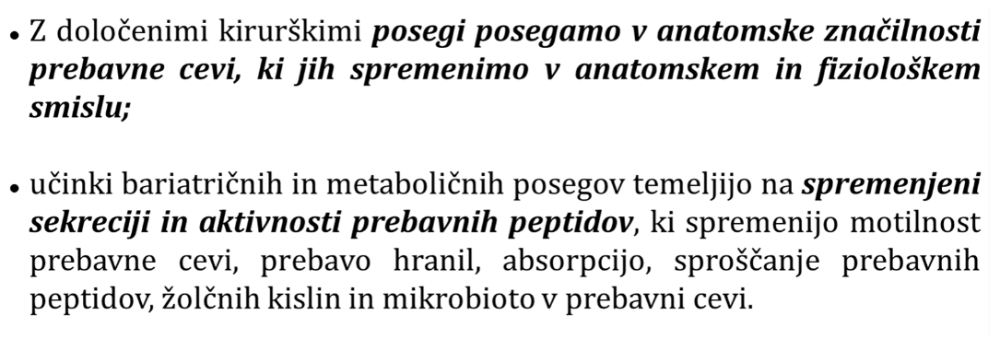 • Z določenimi kirurškimi posegi posegamo v anatomske značilnosti
prebavne cevi, ki jih spremenimo v anatomskem in fiziološkem
smislu;
• učinki bariatričnih in metaboličnih posegov temeljijo na spremenjeni
sekreciji in aktivnosti prebavnih peptidov, ki spremenijo motilnost
prebavne cevi, prebavo hranil, absorpcijo, sproščanje prebavnih
peptidov, žolčnih kislin in mikrobioto v prebavni cevi.